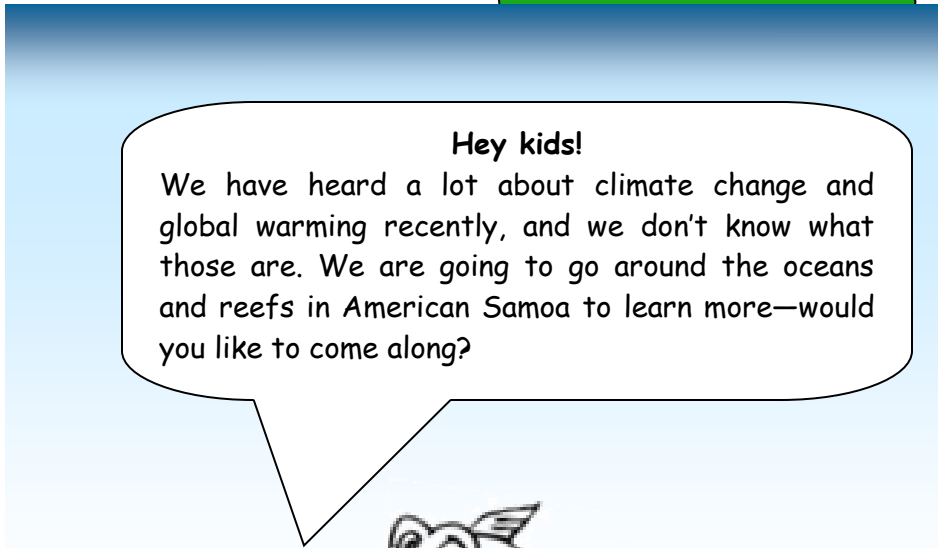 Hey kids!
We have heard a lot about climate change and
global warming recently, and we don't know what
those are. We are going to go around the oceans
and reefs in American Samoa to learn more—would
you like to come along?